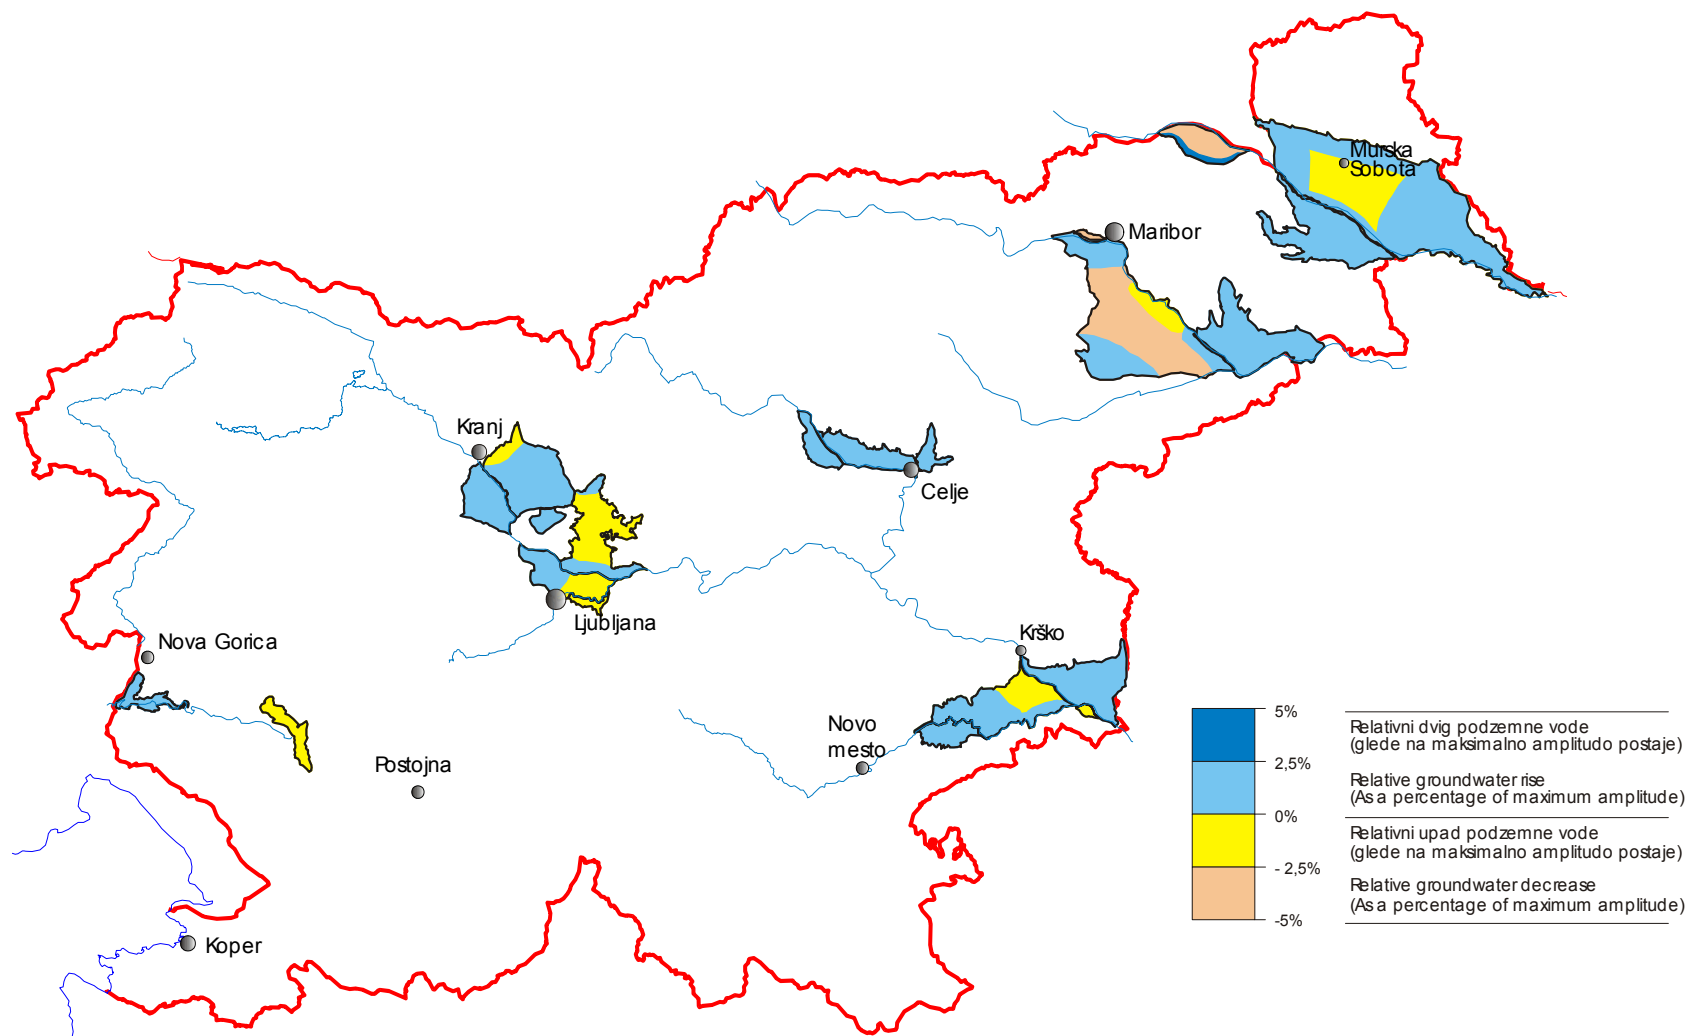 Murska
Sobota
Maribor
Kranj
Celje
Ljubljana
Nova Gorica
Krško
Novo
mesto
Postojna
Koper
5%
2,5%
0%
- 2,5%
-5%
Relativni dvig podzemne vode
(glede na maksimalno amplitudo postaje)
Relative groundwater rise
(As a percentage of maximum amplitude)
Relativni upad podzemne vode
(glede na maksimalno amplitudo postaje)
Relative groundwater decrease
(As a percentage of maximum amplitude)